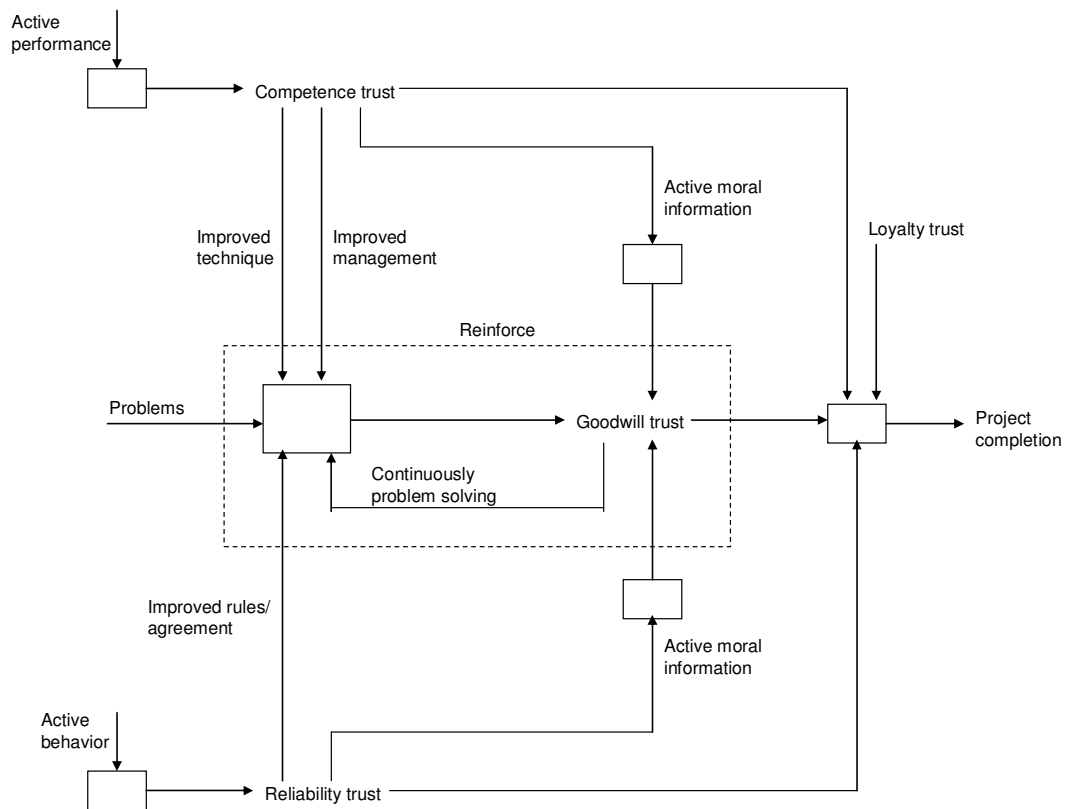 Active
performance
Competence trust
Active moral
information
Loyalty trust
Improved
technique
Improved
management
Reinforce
Problems
Goodwill trust
Project
completion
Continuously
problem solving
Improved rules/
agreement
Active moral
information
Active
behavior
Reliability trust